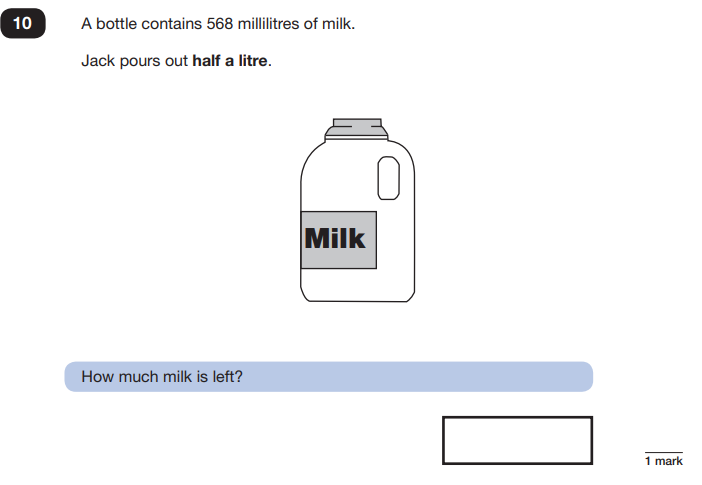 10
A bottle contains 568 millilitres of milk.
Jack pours out half a litre.
Milk
How much milk is left?
1 mark